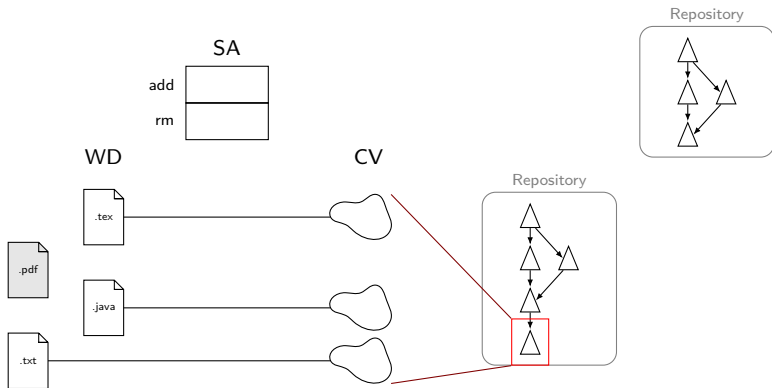 Repository
SA
add
rm
WD
CV
Repository
.tex
.pdf
.java
.txt